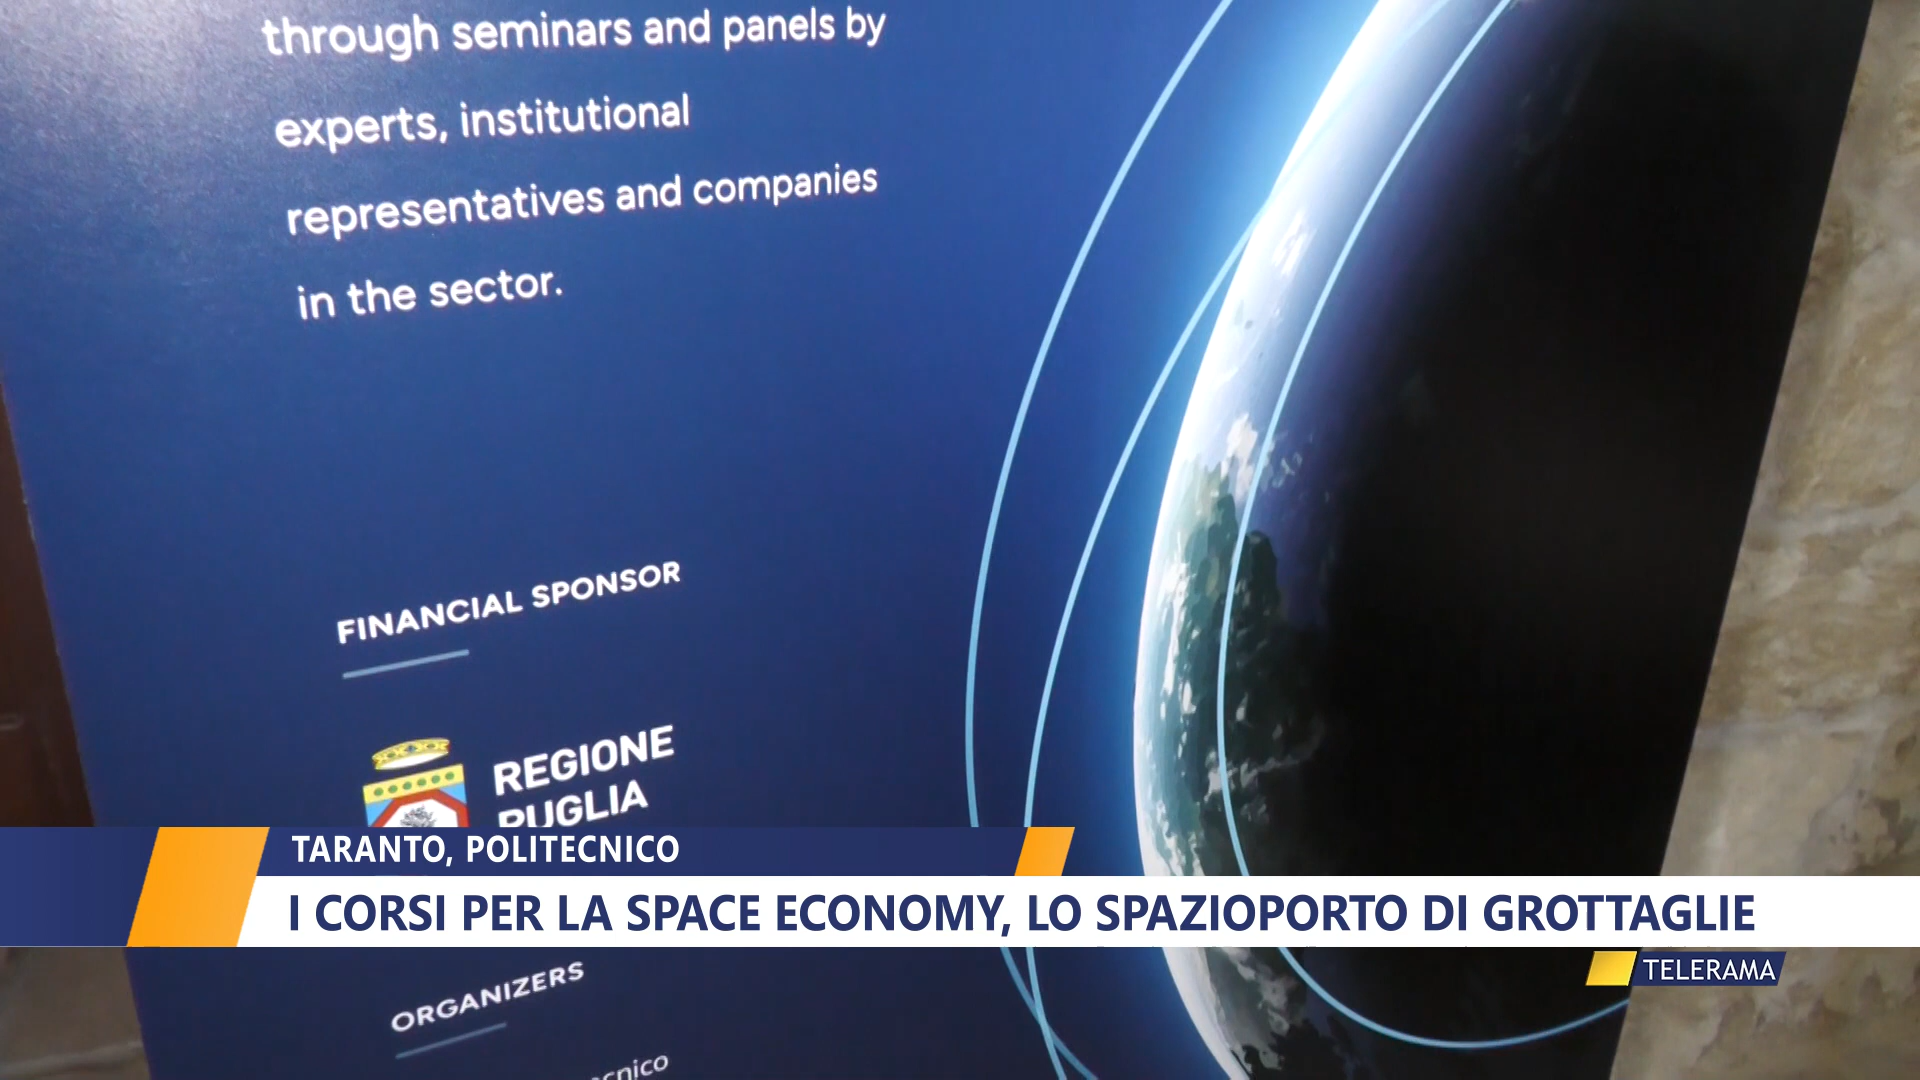 through seminars and panels by
experts, institutional
representatives and companies
in the sector.
FINANCIAL SPONSOR
REGIONE
PUGLIA
TARANTO, POLITECNICO
I CORSI PER LA SPACE ECONOMY, LO SPAZIOPORTO DI GROTTAGLIE
TELERAMA
ORGANIZERS